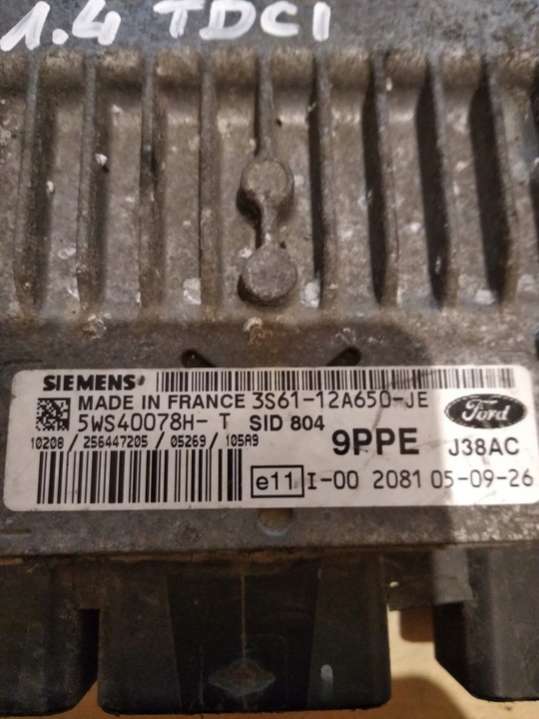 1.4 TDCI
SIEMENS
MADE IN FRANCE 3S61-12A650-JE
5WS40078H- T SID 804
Ford
10208 / 256447205 / 05269 / 105A9
9PPE J38AC
e11 I-00 2081 05-09-26